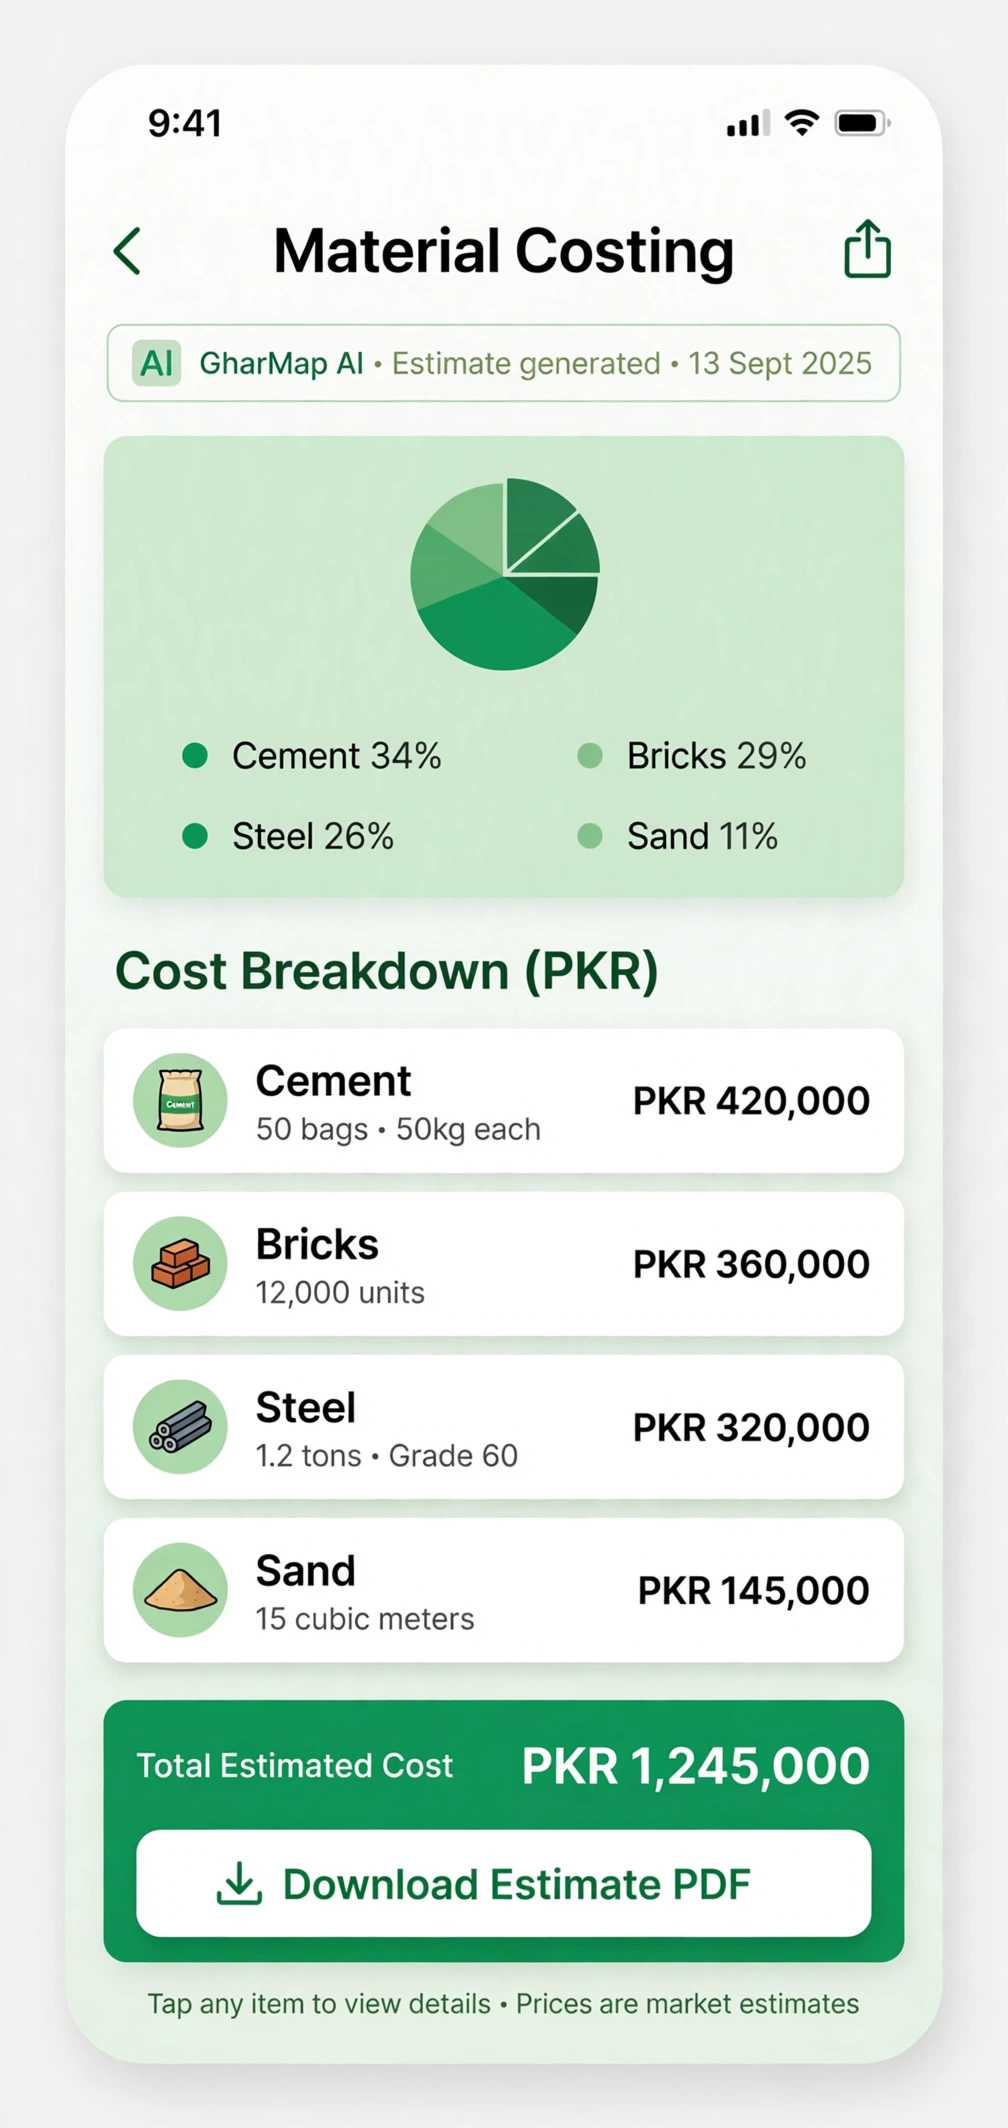 9:41
Material Costing
AI GharMap AI • Estimate generated • 13 Sept 2025
Cement 34%
Bricks 29%
Steel 26%
Sand 11%
Cost Breakdown (PKR)
Cement
Cement
50 bags • 50kg each
PKR 420,000
Bricks
12,000 units
PKR 360,000
Steel
1.2 tons • Grade 60
PKR 320,000
Sand
15 cubic meters
PKR 145,000
Total Estimated Cost
PKR 1,245,000
Download Estimate PDF
Tap any item to view details • Prices are market estimates